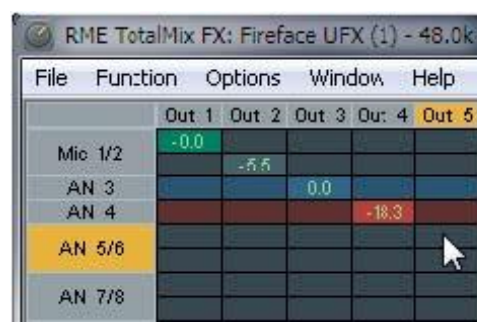 RME TotalMix FX: Fireface UFX (1) - 48.0k
File Function Options Window Help
Out 1 Out 2 Out 3 Out 4 Out 5
Mic 1/2 -0.0
-5.5
AN 3 0.0
AN 4 -18.3
AN 5/6
AN 7/8